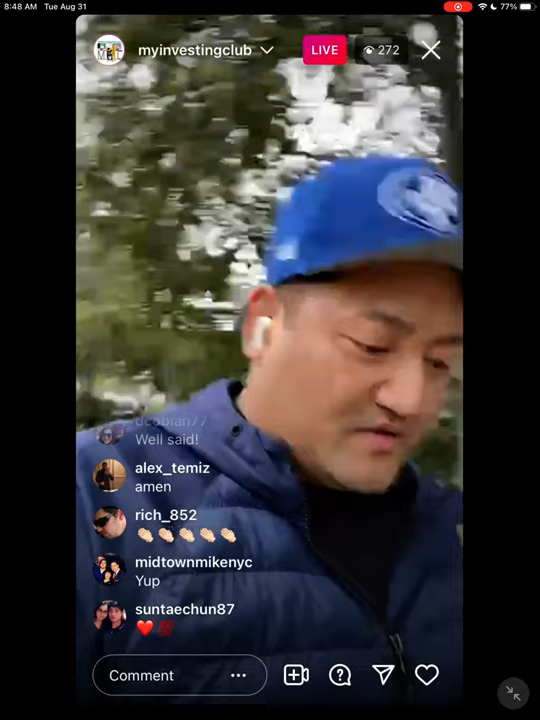 8:48 AM Tue Aug 31
77%
myinvestingclub
LIVE
272
ucobian77
Well said!
alex_temiz
amen
rich_852
👏🏻👏🏻👏🏻👏🏻👏🏻
midtownmikenyc
Yup
suntaechun87
❤️💯
Comment